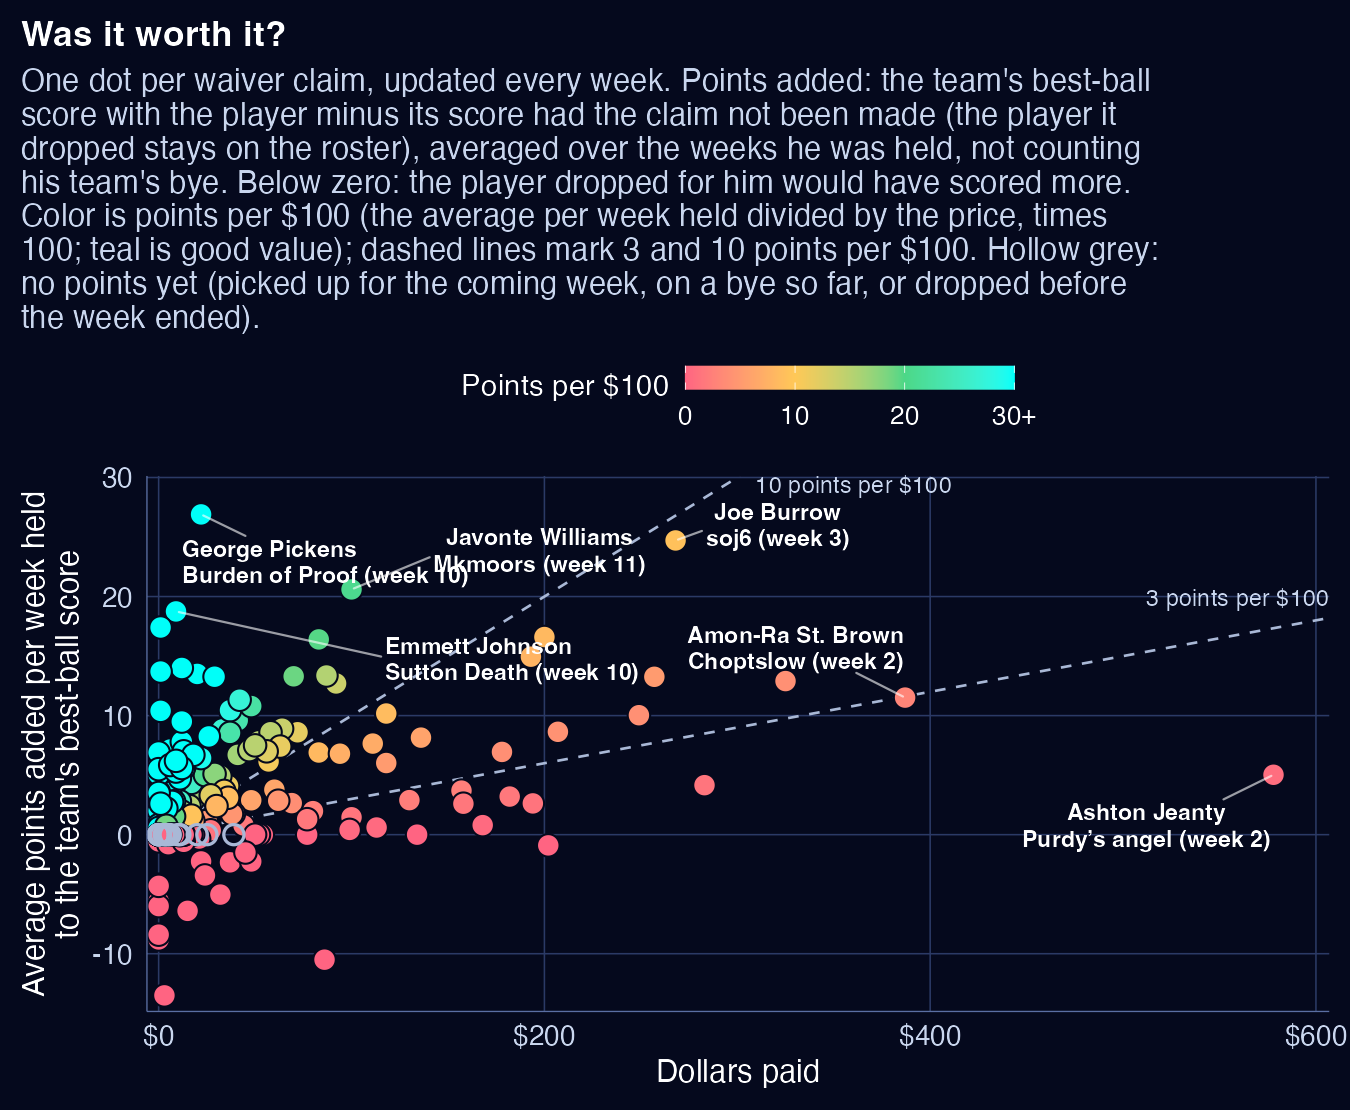 Was it worth it?
One dot per waiver claim, updated every week. Points added: the team's best-ball
score with the player minus its score had the claim not been made (the player it
dropped stays on the roster), averaged over the weeks he was held, not counting
his team's bye. Below zero: the player dropped for him would have scored more.
Color is points per $100 (the average per week held divided by the price, times
100; teal is good value); dashed lines mark 3 and 10 points per $100. Hollow grey:
no points yet (picked up for the coming week, on a bye so far, or dropped before
the week ended).
Points per $100
0 10 20 30+
Average points added per week held
to the team's best-ball score
30
20
10
0
-10
10 points per $100
3 points per $100
George Pickens
Burden of Proof (week 10)
Javonte Williams
Mkmoors (week 11)
Joe Burrow
soj6 (week 3)
Emmett Johnson
Sutton Death (week 10)
Amon-Ra St. Brown
Choptslow (week 2)
Ashton Jeanty
Purdy’s angel (week 2)
$0 $200 $400 $600
Dollars paid